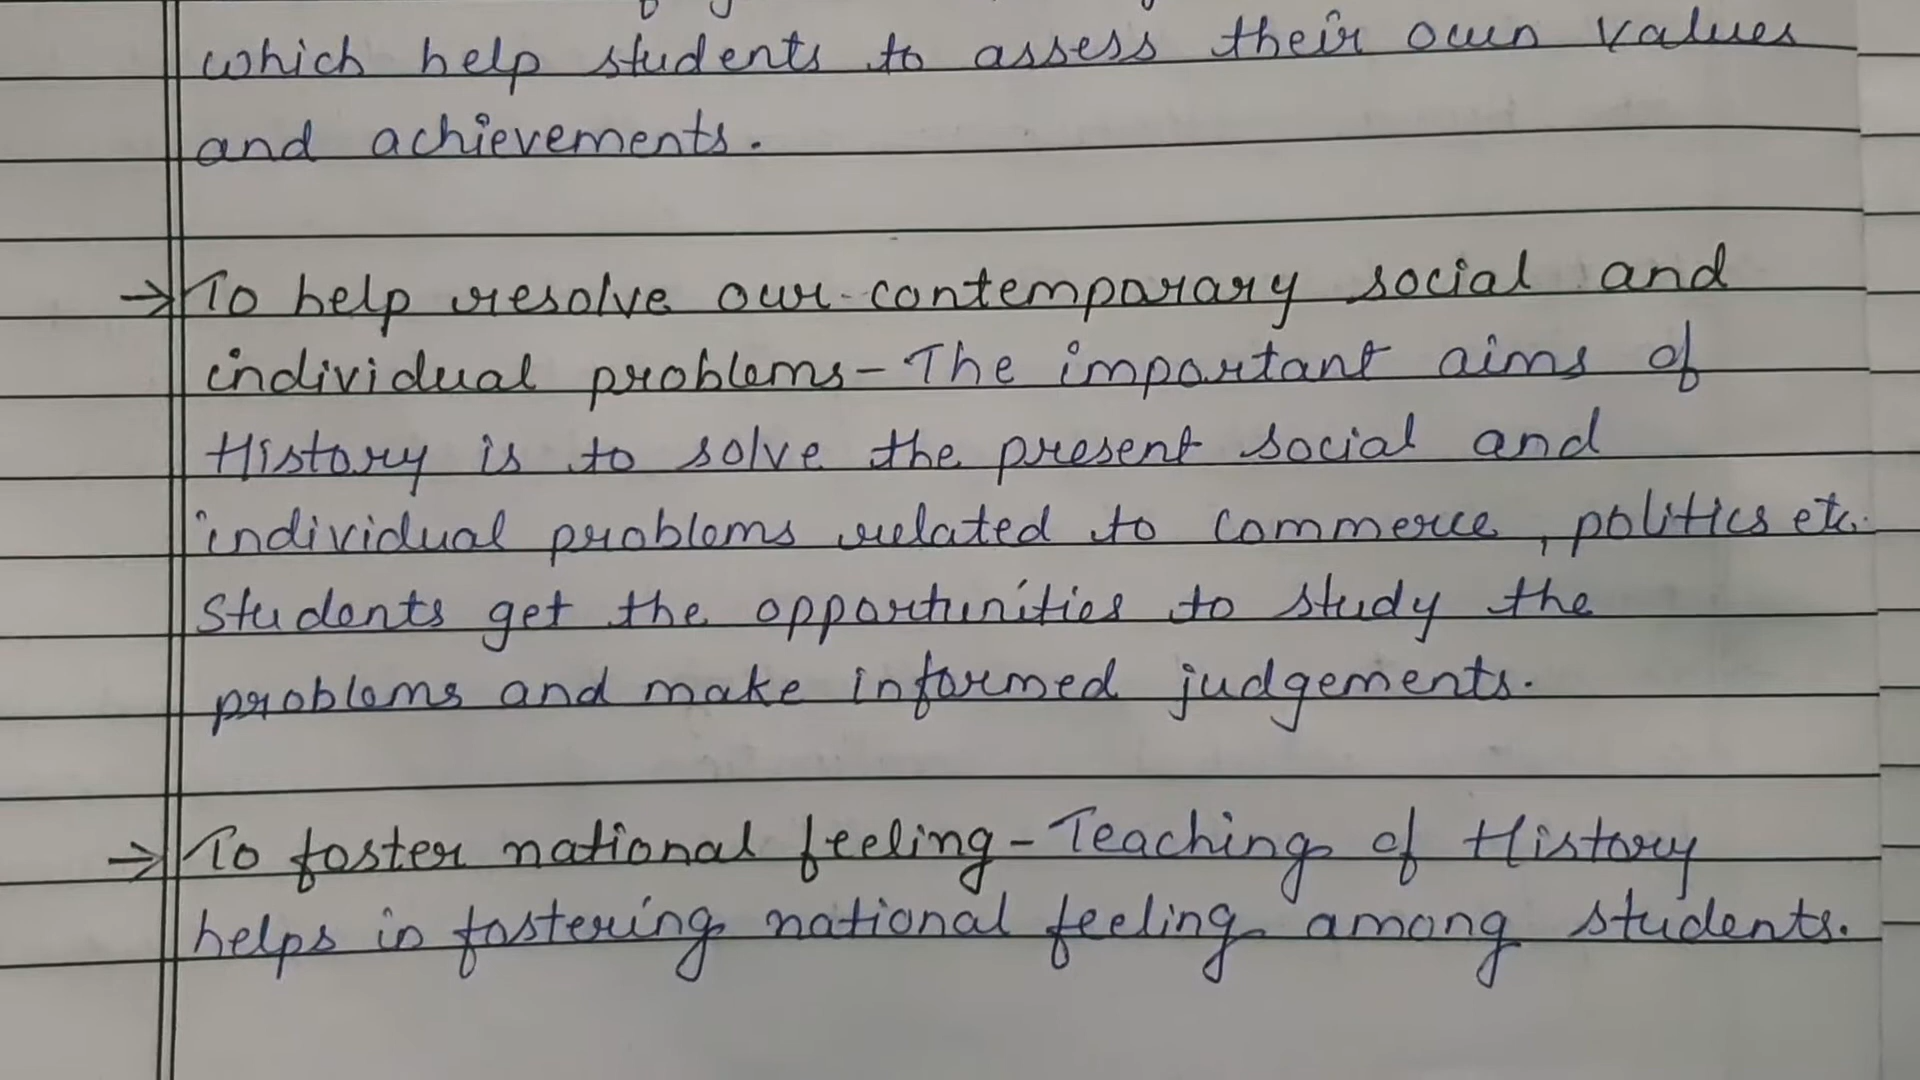 which help students to assess their own values
and achievements.
→ To help resolve our contemporary social and
individual problems - The important aims of
History is to solve the present social and
individual problems related to commerce, politics etc.
Students get the opportunities to study the
problems and make informed judgements.
→ To foster national feeling - Teaching of History
helps in fostering national feeling among students.